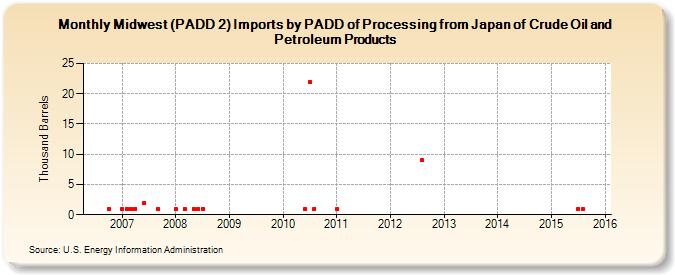 Monthly Midwest (PADD 2) Imports by PADD of Processing from Japan of Crude Oil and
Petroleum Products
Thousand Barrels
25
20
15
10
5
0
2007 2008 2009 2010 2011 2012 2013 2014 2015 2016
Source: U.S. Energy Information Administration